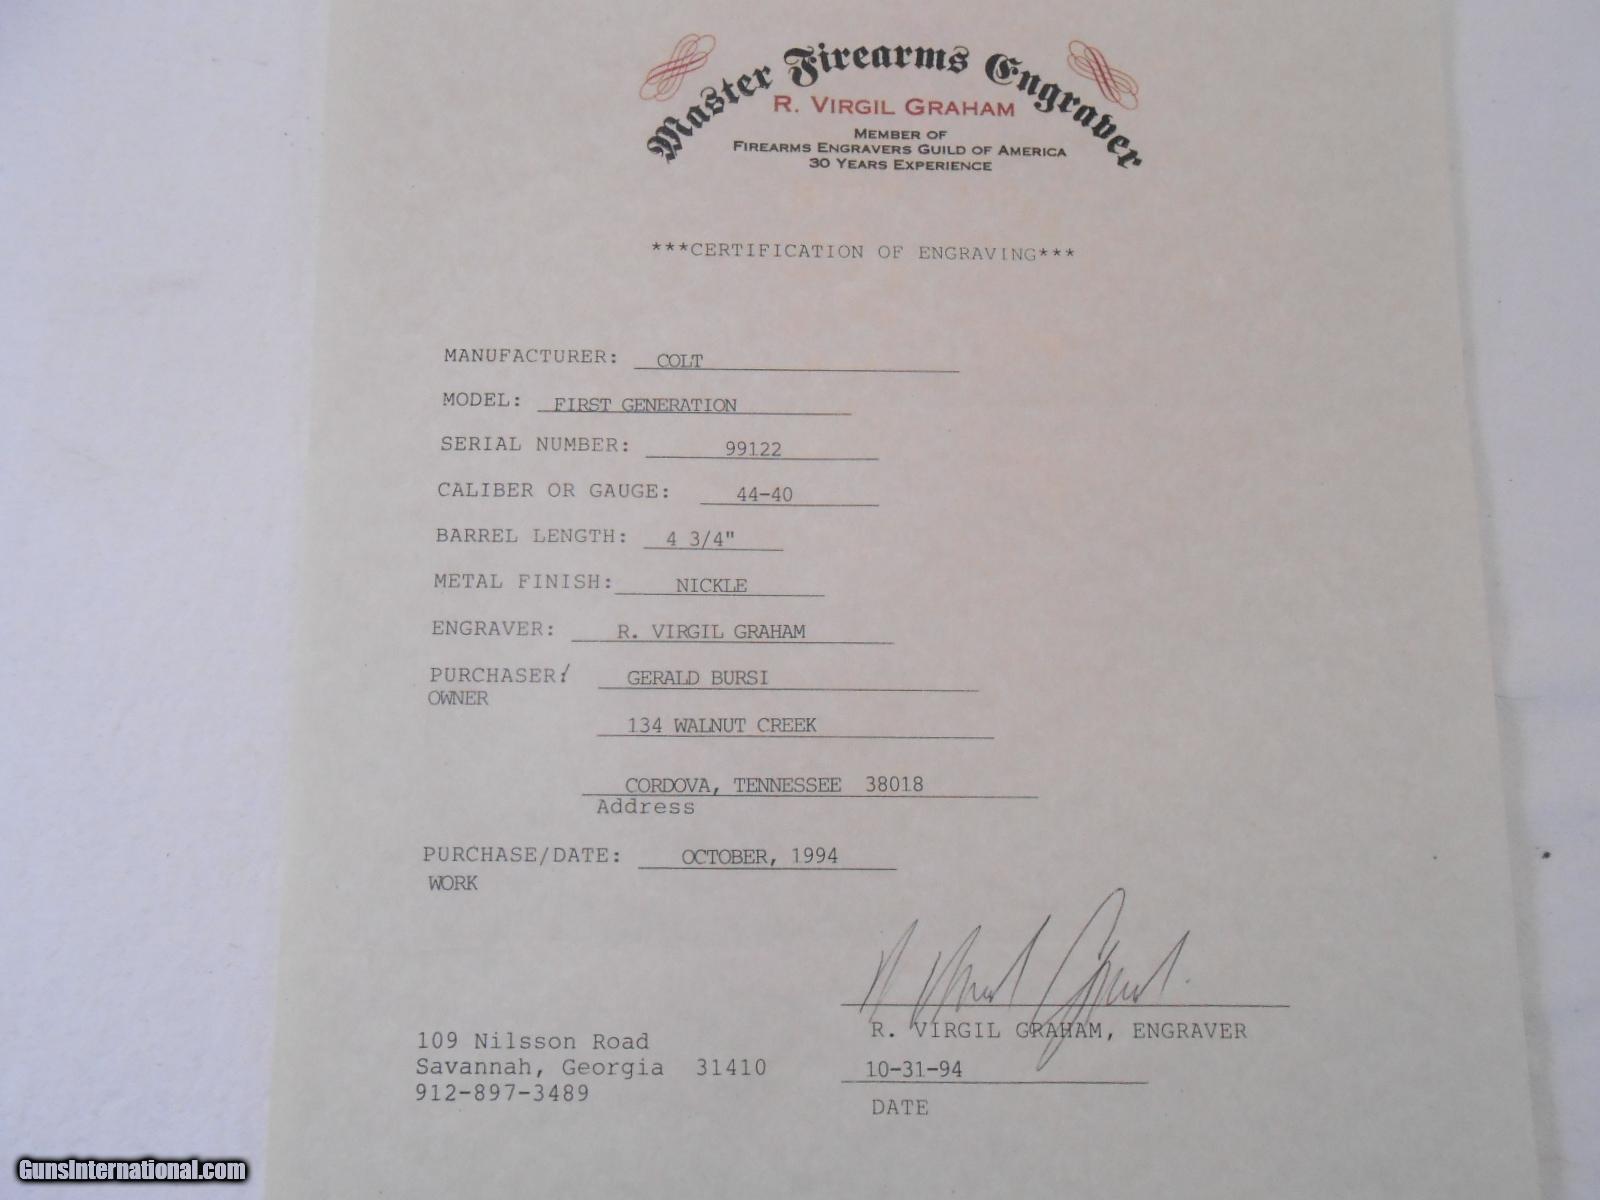 Master Firearms Engraver
R. VIRGIL GRAHAM
MEMBER OF
FIREARMS ENGRAVERS GUILD OF AMERICA
30 YEARS EXPERIENCE
***CERTIFICATION OF ENGRAVING***
MANUFACTURER: COLT
MODEL: FIRST GENERATION
SERIAL NUMBER: 99122
CALIBER OR GAUGE: 44-40
BARREL LENGTH: 4 3/4"
METAL FINISH: NICKLE
ENGRAVER: R. VIRGIL GRAHAM
PURCHASER/ GERALD BURSI
OWNER
134 WALNUT CREEK
CORDOVA, TENNESSEE 38018
Address
PURCHASE/DATE: OCTOBER, 1994
WORK
R. VIRGIL GRAHAM, ENGRAVER
109 Nilsson Road
Savannah, Georgia 31410
912-897-3489
10-31-94
DATE
GunsInternational.com